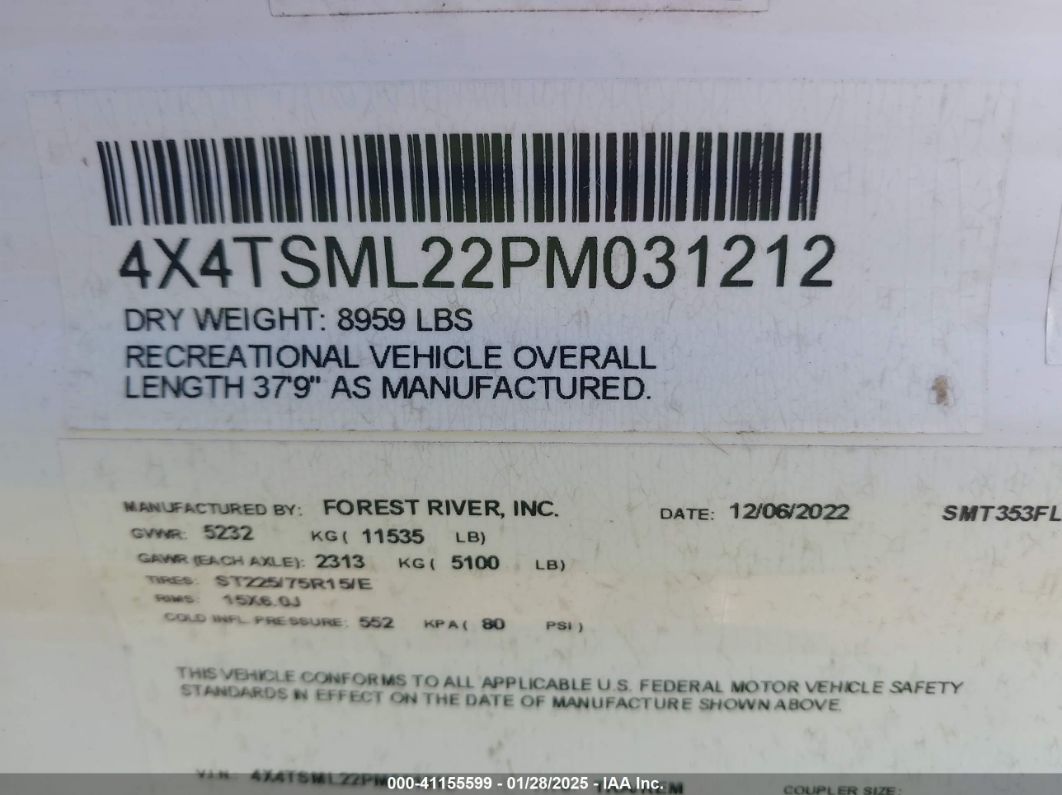 4X4TSML22PM031212
DRY WEIGHT: 8959 LBS
RECREATIONAL VEHICLE OVERALL
LENGTH 37'9" AS MANUFACTURED.
MANUFACTURED BY: FOREST RIVER, INC. DATE: 12/06/2022 SMT353FL
GVWR: 5232 KG( 11535 LB)
GAWR (EACH AXLE): 2313 KG( 5100 LB)
TIRES: ST225/75R15/E
RIMS: 15X6.0J
COLD INFL. PRESSURE: 552 KPA( 80 PSI)
THIS VEHICLE CONFORMS TO ALL APPLICABLE U.S. FEDERAL MOTOR VEHICLE SAFETY
STANDARDS IN EFFECT ON THE DATE OF MANUFACTURE SHOWN ABOVE.
V.I.N.: 4X4TSML22PM COUPLER SIZE:
000-41155599 - 01/28/2025 - IAA Inc.